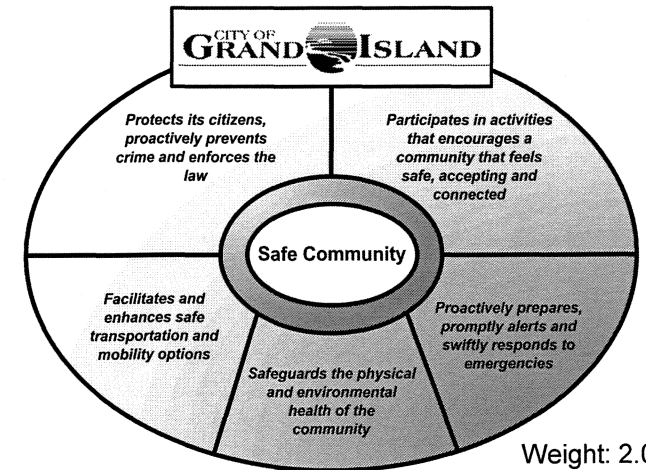 CITY OF
GRAND ISLAND
Protects its citizens,
proactively prevents
crime and enforces the
law
Participates in activities
that encourages a
community that feels
safe, accepting and
connected
Safe Community
Facilitates and
enhances safe
transportation and
mobility options
Safeguards the physical
and environmental
health of the
community
Proactively prepares,
promptly alerts and
swiftly responds to
emergencies
Weight: 2.0